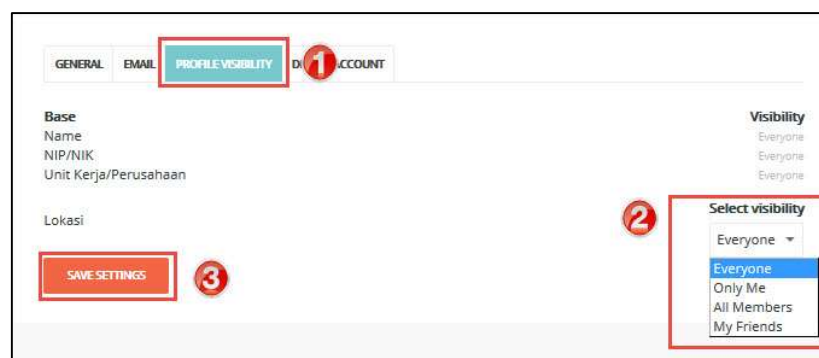 GENERAL EMAIL PROFILE VISIBILITY 1 ACCOUNT
Base Visibility
Name Everyone
NIP/NIK Everyone
Unit Kerja/Perusahaan Everyone
2 Select visibility
Lokasi
Everyone
SAVE SETTINGS 3
Everyone
Only Me
All Members
My Friends